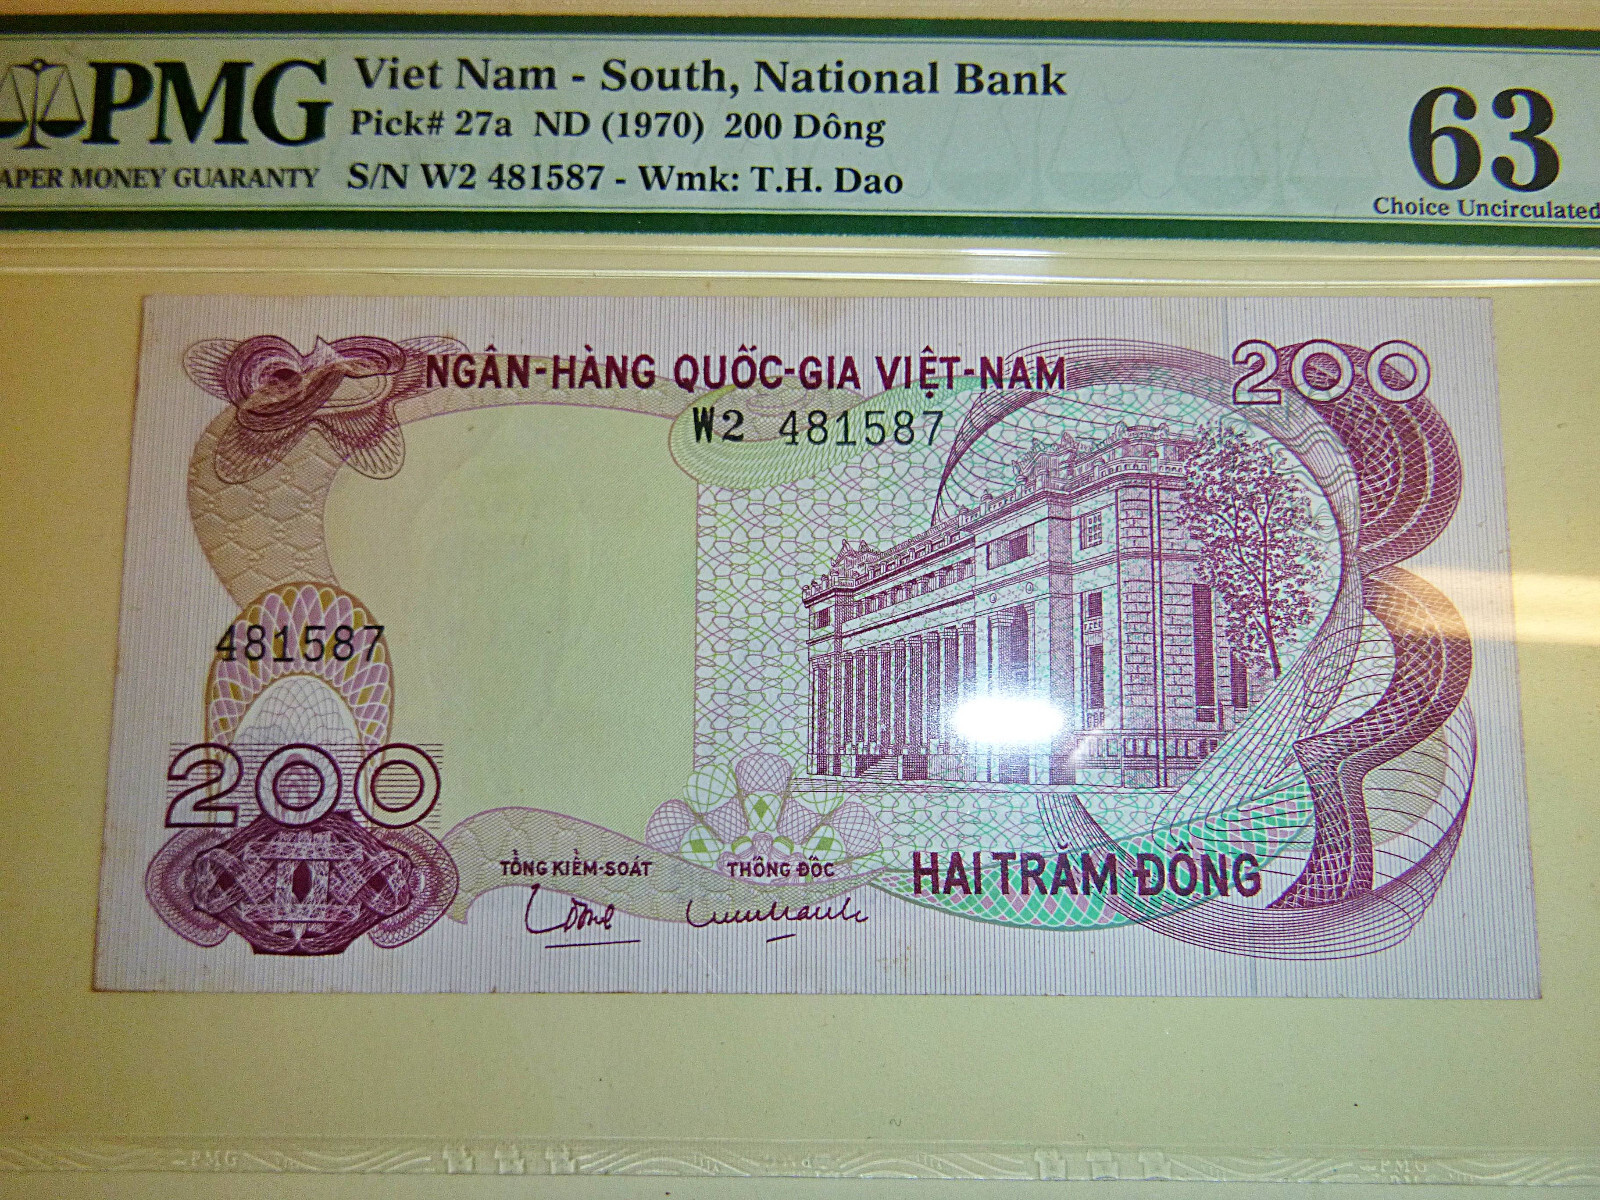 PMG
APER MONEY GUARANTY
Viet Nam - South, National Bank
Pick# 27a ND (1970) 200 Dông
S/N W2 481587 - Wmk: T.H. Dao
63
Choice Uncirculated
NGÂN-HÀNG QUỐC-GIA VIỆT-NAM
200
W2 481587
481587
200
TỔNG KIỂM-SOÁT
THỐNG ĐỐC
HAI TRĂM ĐỒNG
PMG
PMG